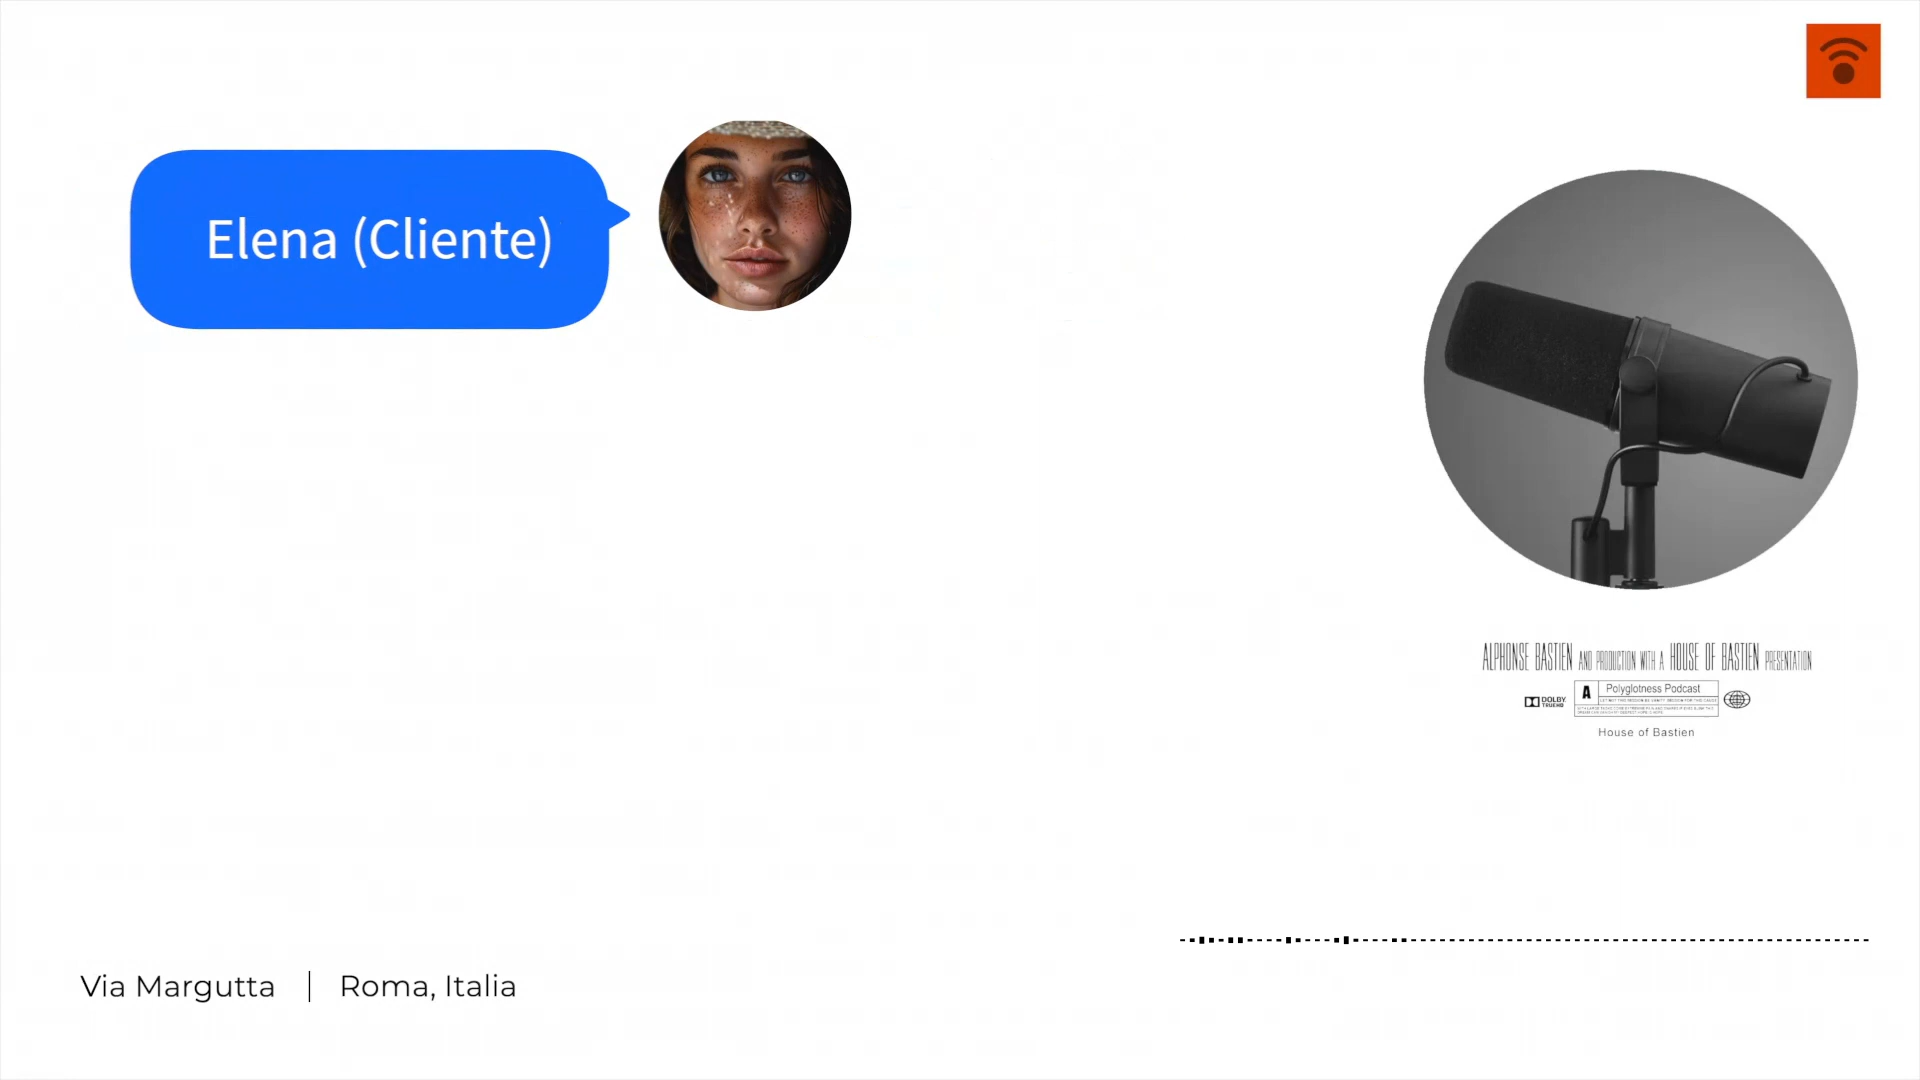 Elena (Cliente)
ALPHONSE BASTIEN AND PRODUCTION WITH A HOUSE OF BASTIEN PRESENTATION
DOLBY
TRUEHD
A
Polyglotness Podcast
House of Bastien
Via Margutta
Roma, Italia